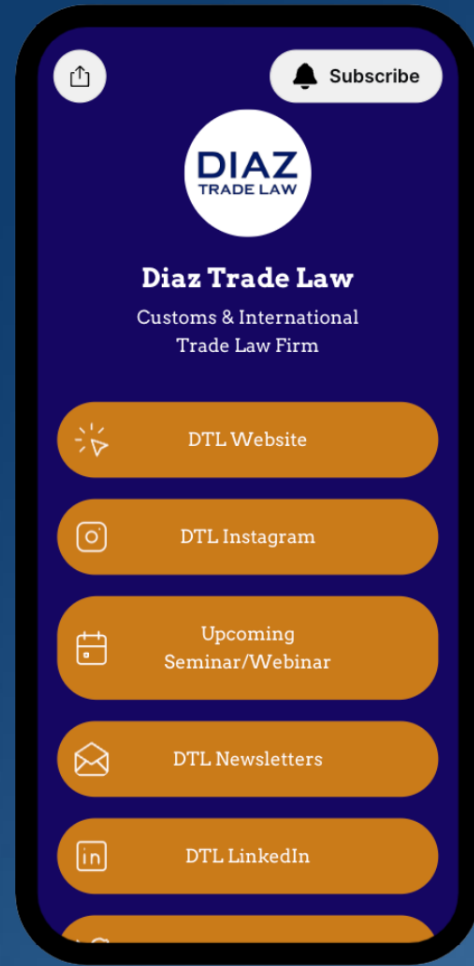 Subscribe
DIAZ
TRADE LAW
Diaz Trade Law
Customs & International
Trade Law Firm
DTL Website
DTL Instagram
Upcoming
Seminar/Webinar
DTL Newsletters
in
DTL LinkedIn